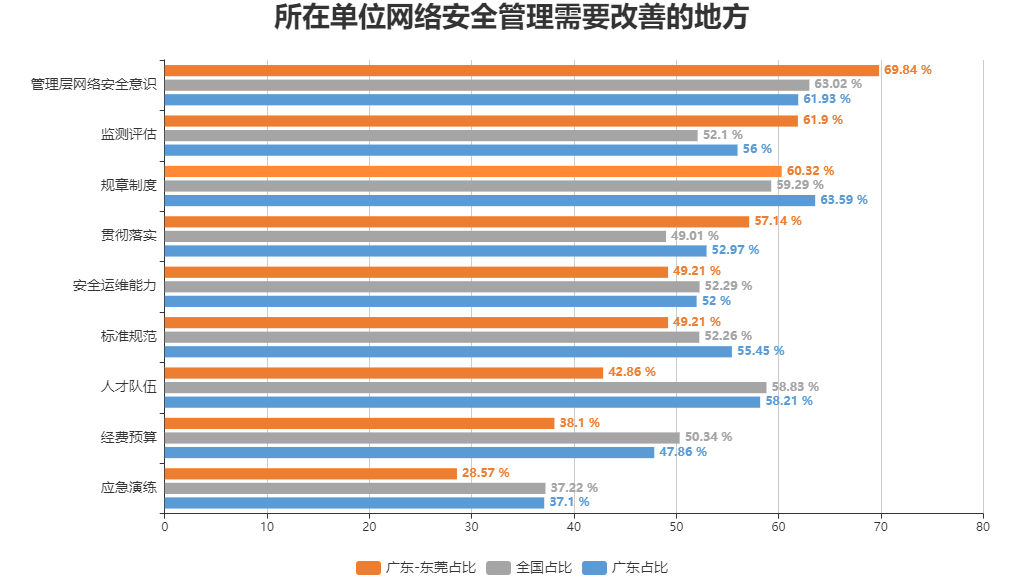 所在单位网络安全管理需要改善的地方
管理层网络安全意识
69.84 %
63.02 %
61.93 %
监测评估
61.9 %
52.1 %
56 %
规章制度
60.32 %
59.29 %
63.59 %
贯彻落实
57.14 %
49.01 %
52.97 %
安全运维能力
49.21 %
52.29 %
52 %
标准规范
49.21 %
52.26 %
55.45 %
人才队伍
42.86 %
58.83 %
58.21 %
经费预算
38.1 %
50.34 %
47.86 %
应急演练
28.57 %
37.22 %
37.1 %
0 10 20 30 40 50 60 70 80
广东-东莞占比 全国占比 广东占比